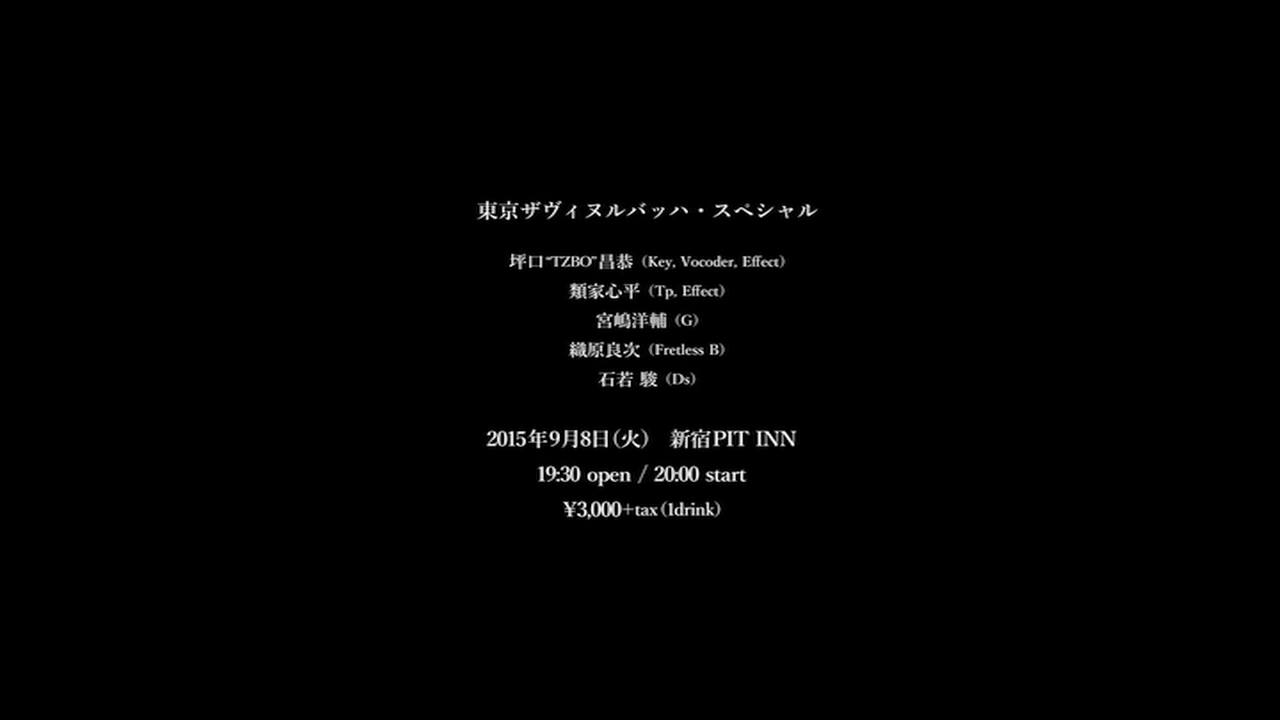 東京ザヴィヌルバッハ・スペシャル
坪口“TZBO”昌恭（Key, Vocoder, Effect）
類家心平（Tp, Effect）
宮嶋洋輔（G）
織原良次（Fretless B）
石若 駿（Ds）
2015年9月8日（火）　新宿PIT INN
19:30 open / 20:00 start
¥3,000+tax（1drink）